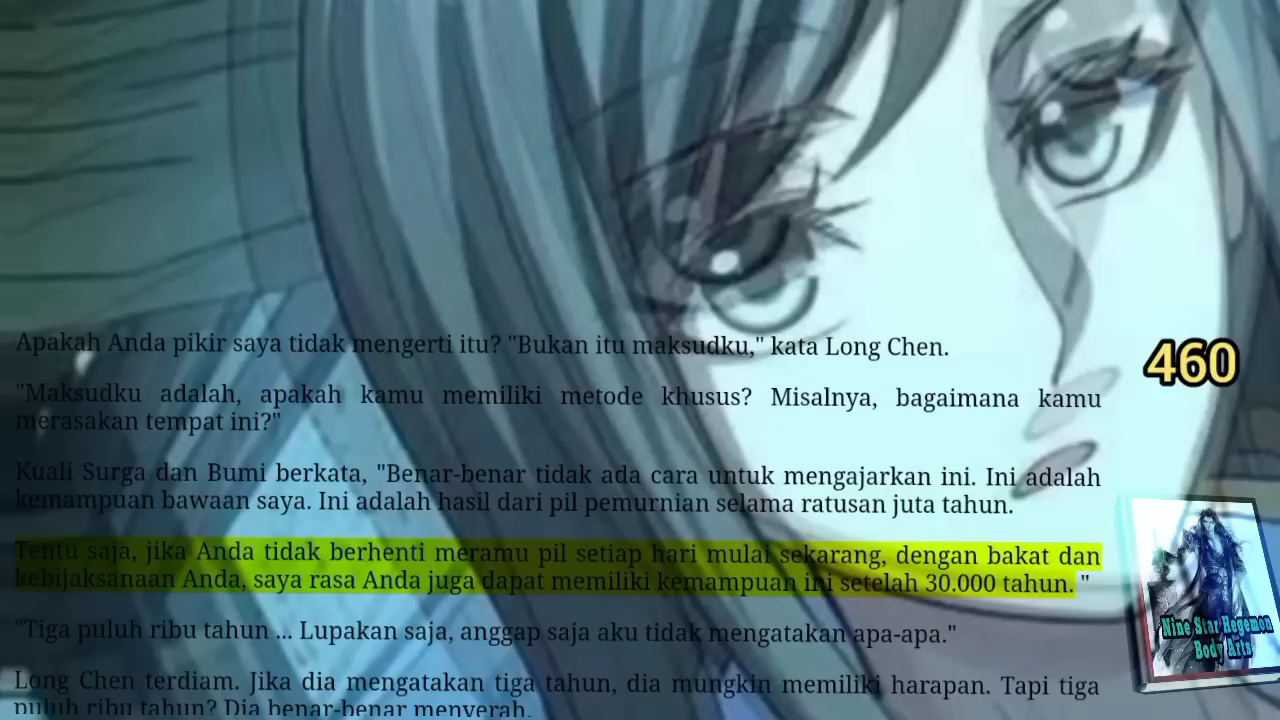 Apakah Anda pikir saya tidak mengerti itu? "Bukan itu maksudku," kata Long Chen.
460
"Maksudku adalah, apakah kamu memiliki metode khusus? Misalnya, bagaimana kamu
merasakan tempat ini?"
Kuali Surga dan Bumi berkata, "Benar-benar tidak ada cara untuk mengajarkan ini. Ini adalah
kemampuan bawaan saya. Ini adalah hasil dari pil pemurnian selama ratusan juta tahun.
Tentu saja, jika Anda tidak berhenti meramu pil setiap hari mulai sekarang, dengan bakat dan
kebijaksanaan Anda, saya rasa Anda juga dapat memiliki kemampuan ini setelah 30.000 tahun. "
"Tiga puluh ribu tahun ... Lupakan saja, anggap saja aku tidak mengatakan apa-apa."
Nine Star Hegemon
Body Arts
Long Chen terdiam. Jika dia mengatakan tiga tahun, dia mungkin memiliki harapan. Tapi tiga
puluh ribu tahun? Dia benar-benar menyerah.